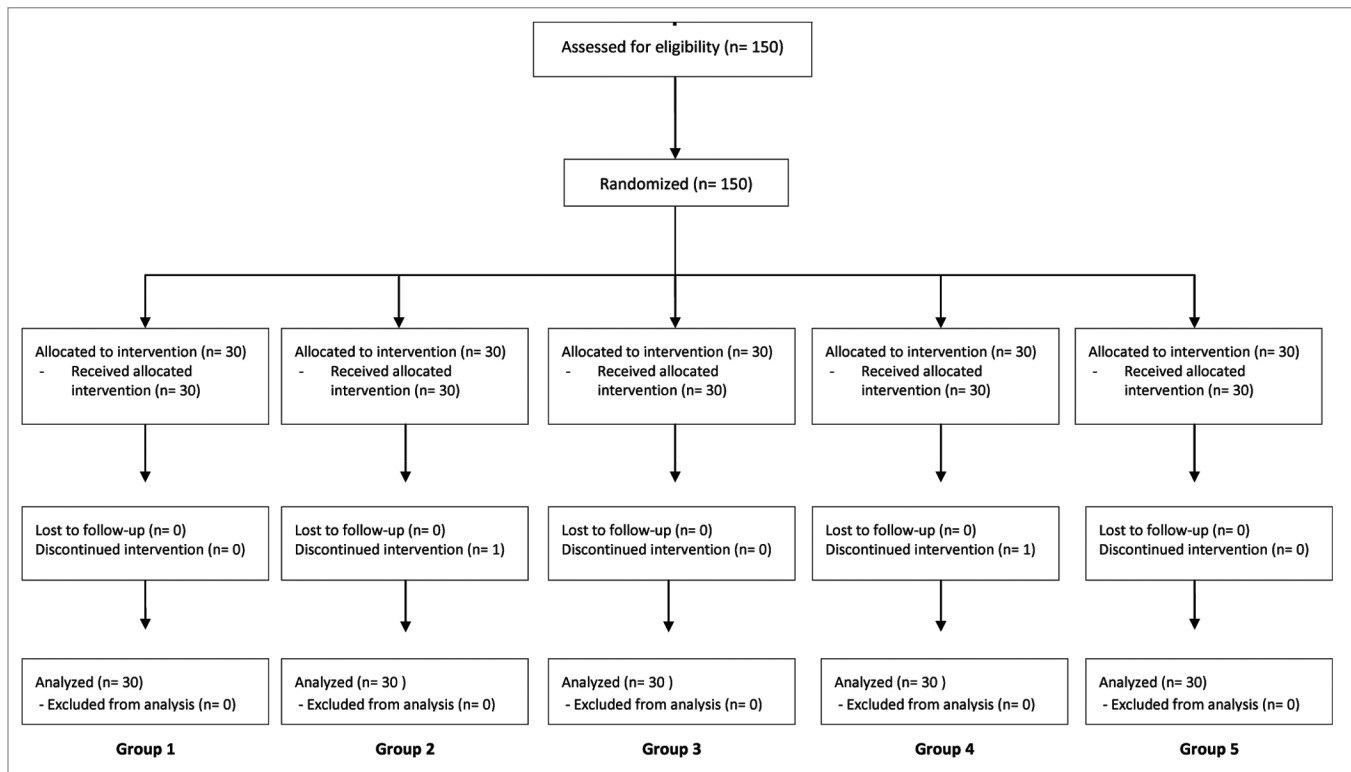 Assessed for eligibility (n= 150)
Randomized (n= 150)
Allocated to intervention (n= 30)
- Received allocated
intervention (n= 30)
Allocated to intervention (n= 30)
- Received allocated
intervention (n= 30)
Allocated to intervention (n= 30)
- Received allocated
intervention (n= 30)
Allocated to intervention (n= 30)
- Received allocated
intervention (n= 30)
Allocated to intervention (n= 30)
- Received allocated
intervention (n= 30)
Lost to follow-up (n= 0)
Discontinued intervention (n= 0)
Lost to follow-up (n= 0)
Discontinued intervention (n= 1)
Lost to follow-up (n= 0)
Discontinued intervention (n= 0)
Lost to follow-up (n= 0)
Discontinued intervention (n= 1)
Lost to follow-up (n= 0)
Discontinued intervention (n= 0)
Analyzed (n= 30)
- Excluded from analysis (n= 0)
Analyzed (n= 30 )
- Excluded from analysis (n= 0)
Analyzed (n= 30 )
- Excluded from analysis (n= 0)
Analyzed (n= 30 )
- Excluded from analysis (n= 0)
Analyzed (n= 30)
- Excluded from analysis (n= 0)
Group 1
Group 2
Group 3
Group 4
Group 5